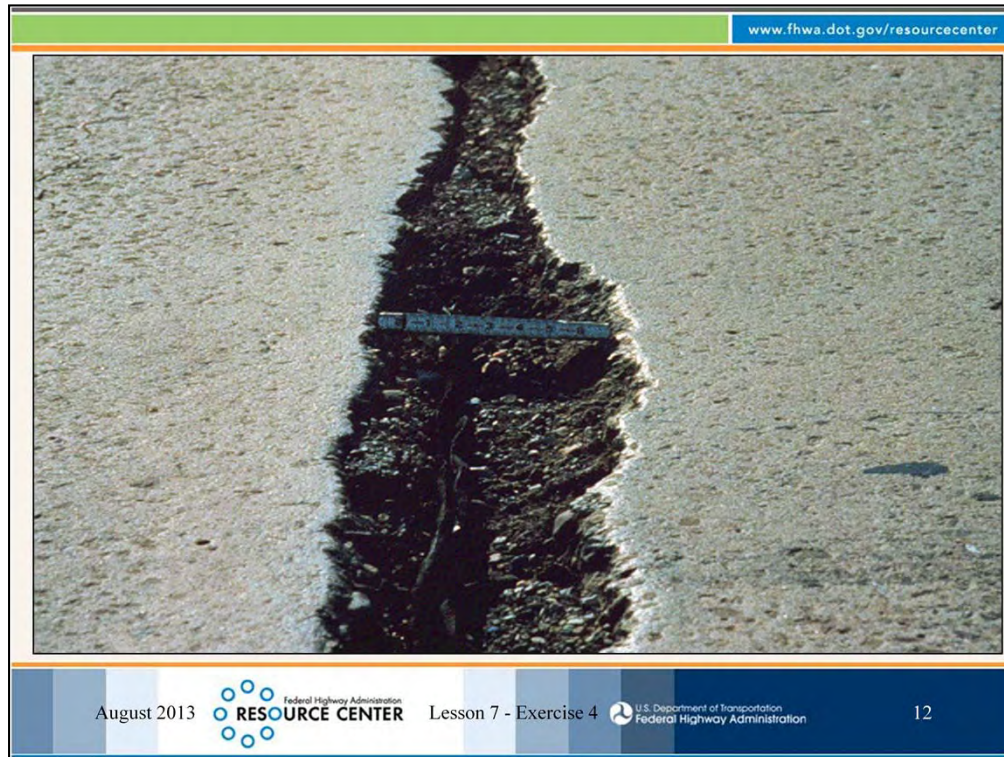 www.fhwa.dot.gov/resourcecenter
August 2013
Federal Highway Administration
RESOURCE CENTER
Lesson 7 - Exercise 4
U.S. Department of Transportation
Federal Highway Administration
12